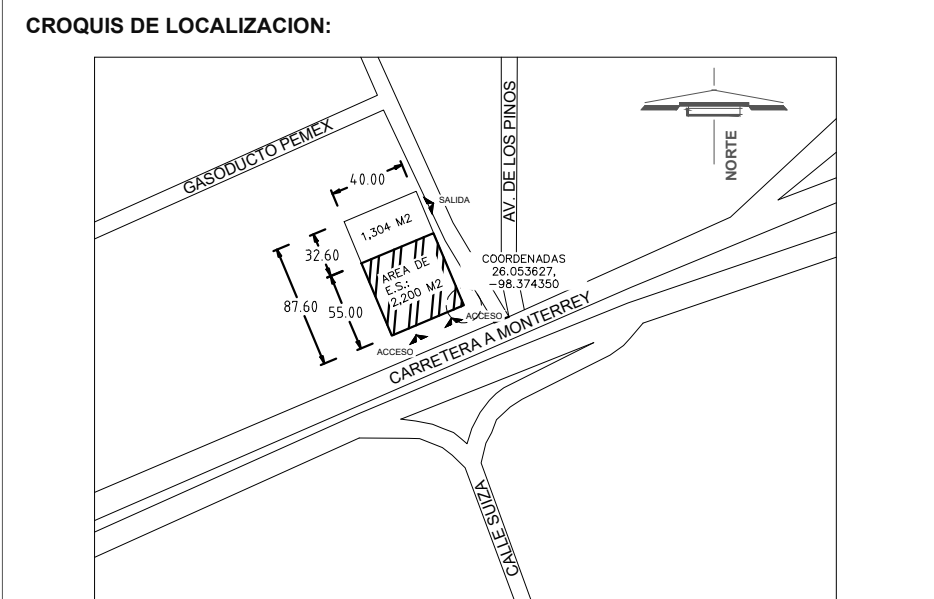 CROQUIS DE LOCALIZACION:
GASODUCTO PEMEX
AV. DE LOS PINOS
NORTE
40.00
SALIDA
1,304 M2
32.60
AREA DE
E.S.:
2,200 M2
COORDENADAS
26.053627,
-98.374350
87.60
55.00
ACCESO
ACCESO
CARRETERA A MONTERREY
CALLE SUIZA